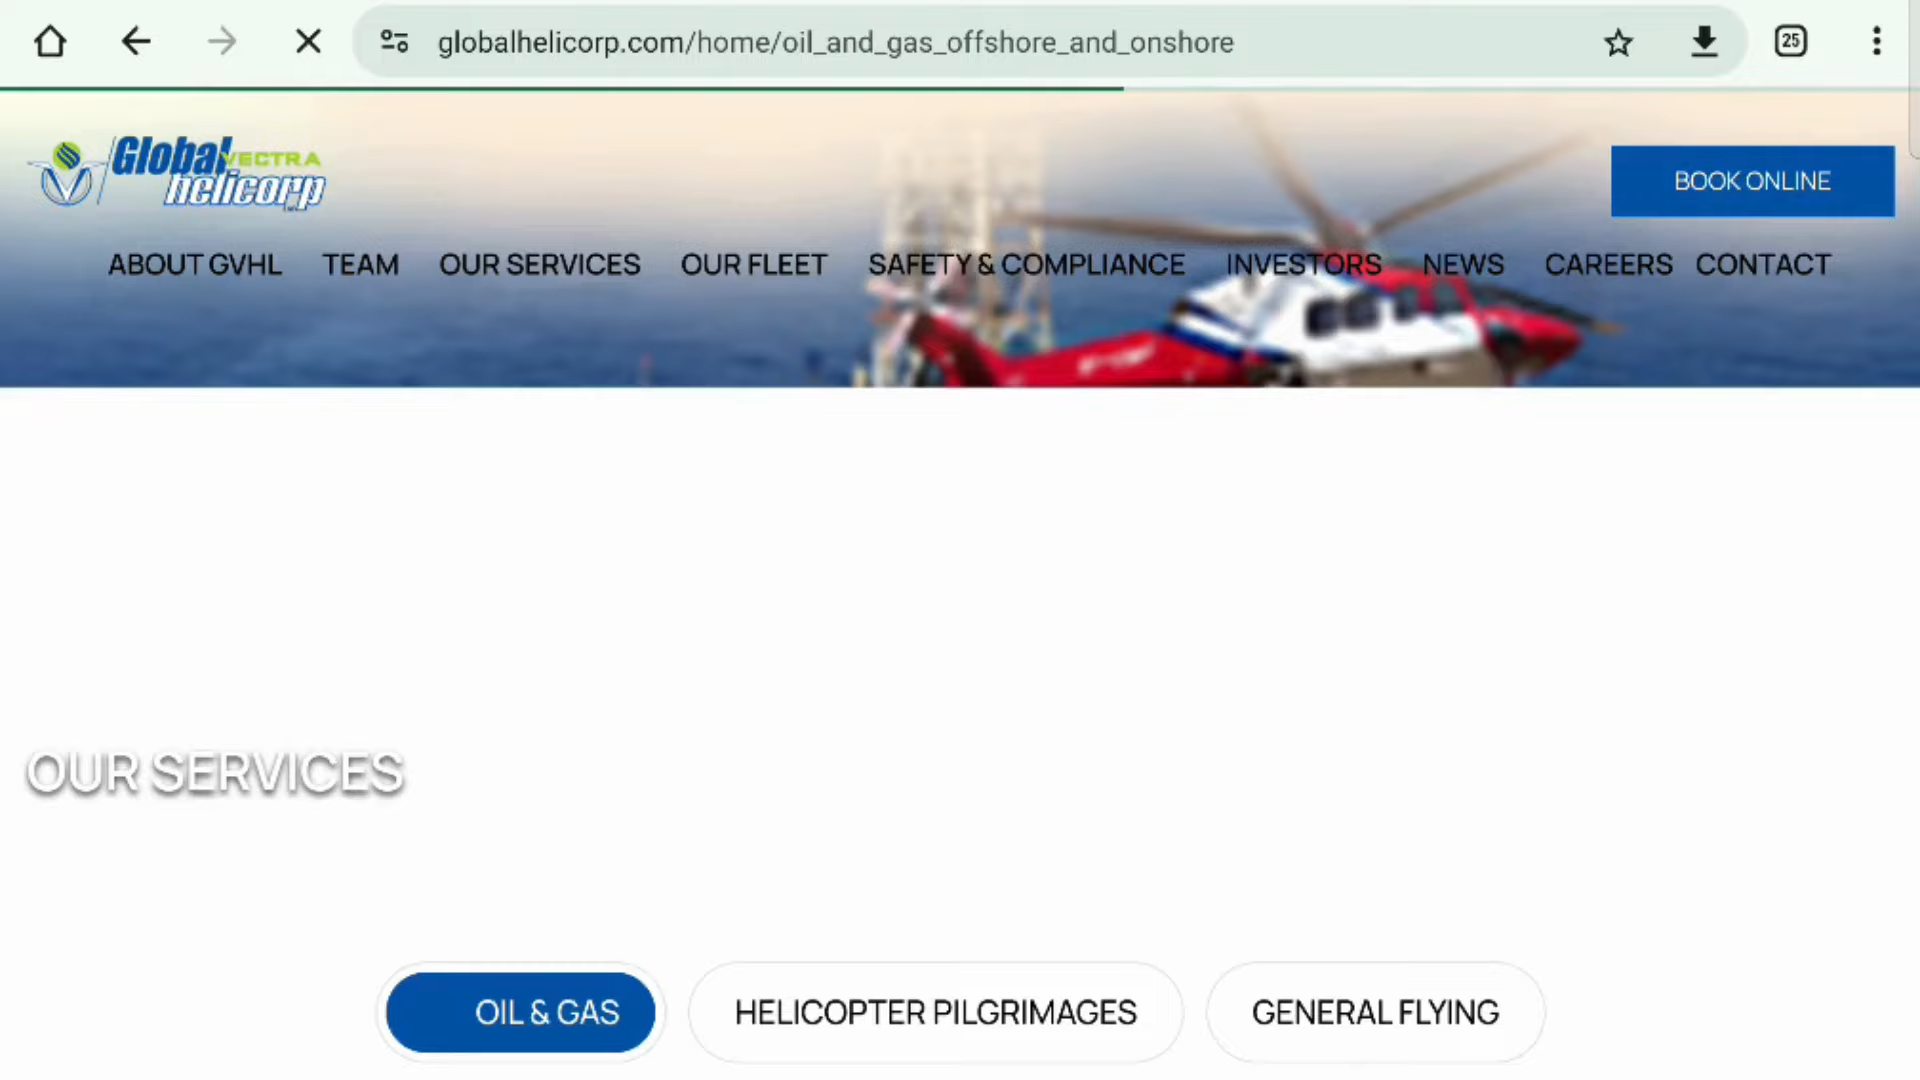 globalhelicorp.com/home/oil_and_gas_offshore_and_onshore
25
Global VECTRA
helicorp
BOOK ONLINE
ABOUT GVHL TEAM OUR SERVICES OUR FLEET SAFETY & COMPLIANCE INVESTORS NEWS CAREERS CONTACT
OUR SERVICES
OIL & GAS HELICOPTER PILGRIMAGES GENERAL FLYING